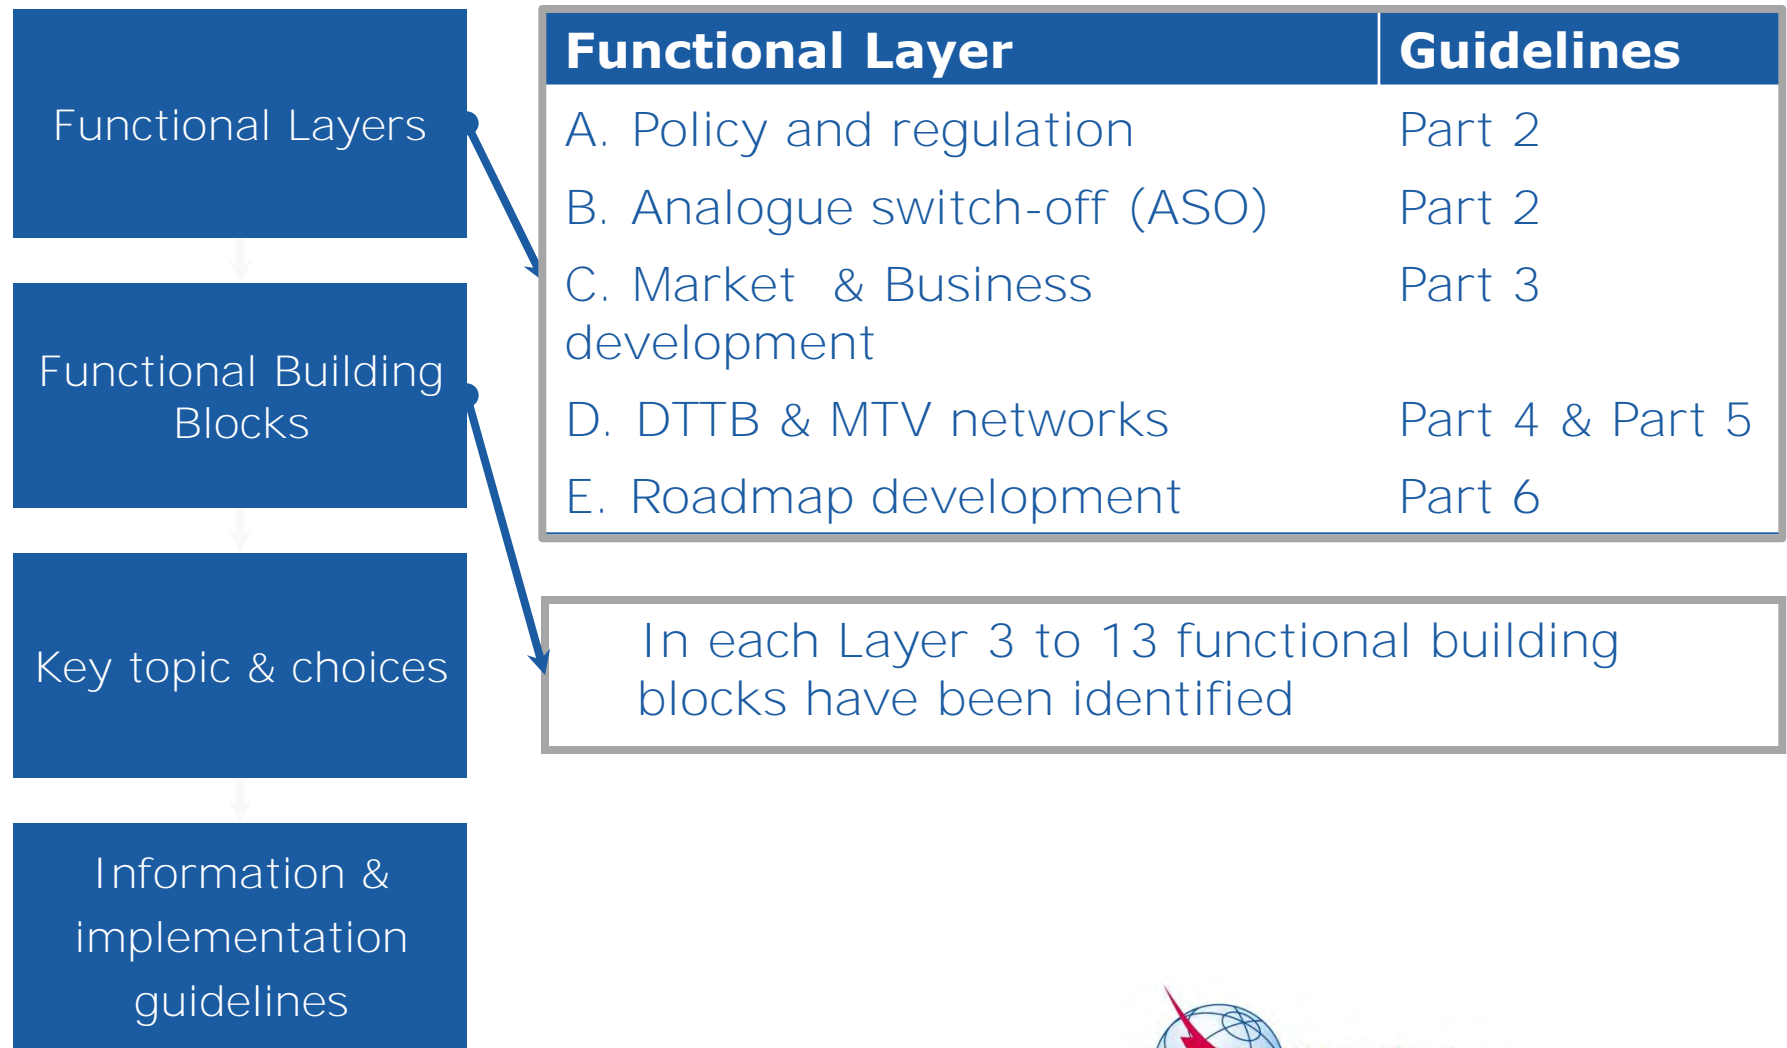 Functional Layers
Functional Building
Blocks
Key topic & choices
Information &
implementation
guidelines
Functional Layer Guidelines
A. Policy and regulation Part 2
B. Analogue switch-off (ASO) Part 2
C. Market & Business Part 3
development
D. DTTB & MTV networks Part 4 & Part 5
E. Roadmap development Part 6
In each Layer 3 to 13 functional building
blocks have been identified